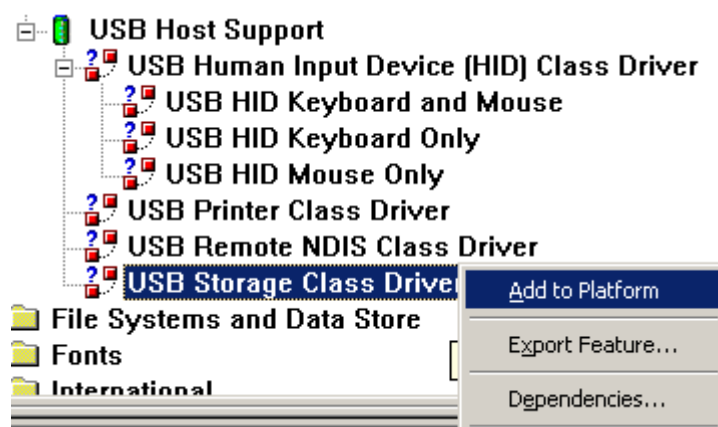 USB Host Support
USB Human Input Device (HID) Class Driver
USB HID Keyboard and Mouse
USB HID Keyboard Only
USB HID Mouse Only
USB Printer Class Driver
USB Remote NDIS Class Driver
USB Storage Class Driver
Add to Platform
File Systems and Data Store
Export Feature...
Fonts
International
Dependencies...